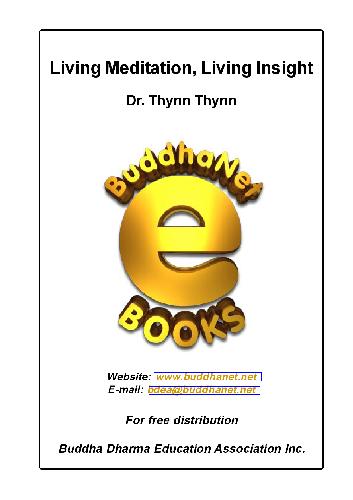 Living Meditation, Living Insight
Dr. Thynn Thynn
BuddhaNet
e
BOOKS
Website: www.buddhanet.net
E-mail: bdea@buddhanet.net
For free distribution
Buddha Dharma Education Association Inc.